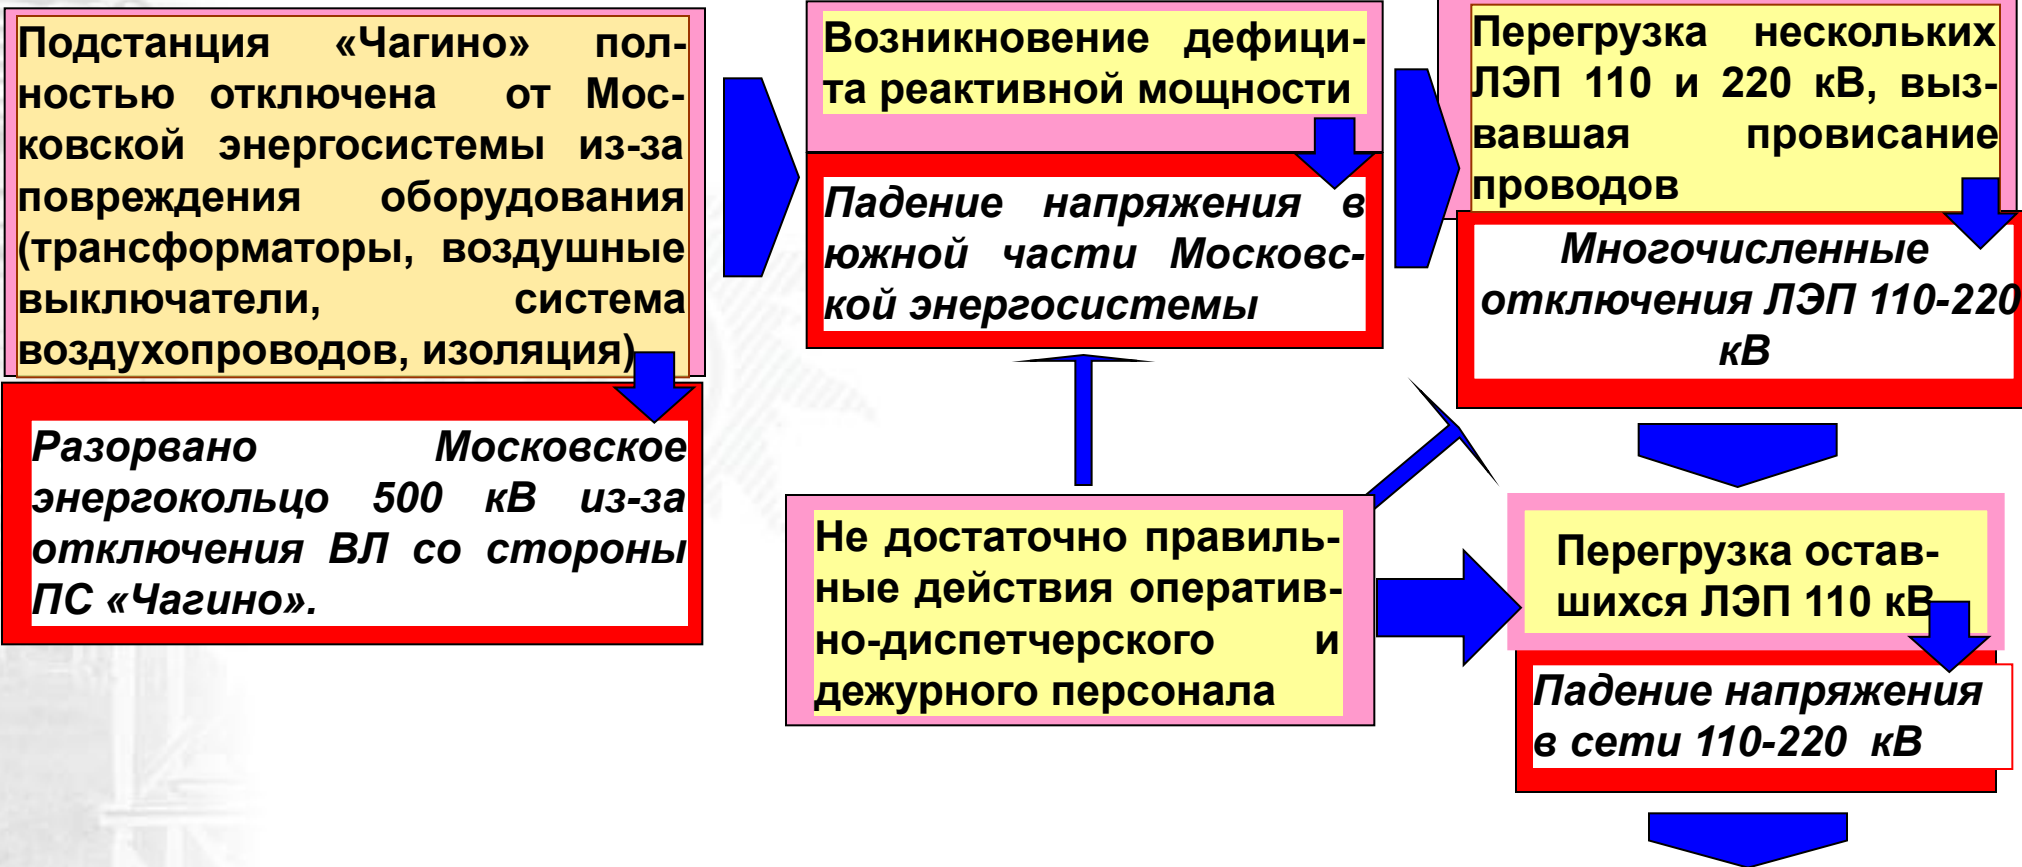 Подстанция «Чагино» пол-
ностью отключена от Мос-
ковской энергосистемы из-за
повреждения оборудования
(трансформаторы, воздушные
выключатели, система
воздухопроводов, изоляция)
Разорвано Московское
энергокольцо 500 кВ из-за
отключения ВЛ со стороны
ПС «Чагино».
Возникновение дефици-
та реактивной мощности
Падение напряжения в
южной части Московс-
кой энергосистемы
Перегрузка нескольких
ЛЭП 110 и 220 кВ, выз-
вавшая провисание
проводов
Многочисленные
отключения ЛЭП 110-220
кВ
Не достаточно правиль-
ные действия оператив-
но-диспетчерского и
дежурного персонала
Перегрузка остав-
шихся ЛЭП 110 кВ
Падение напряжения
в сети 110-220 кВ